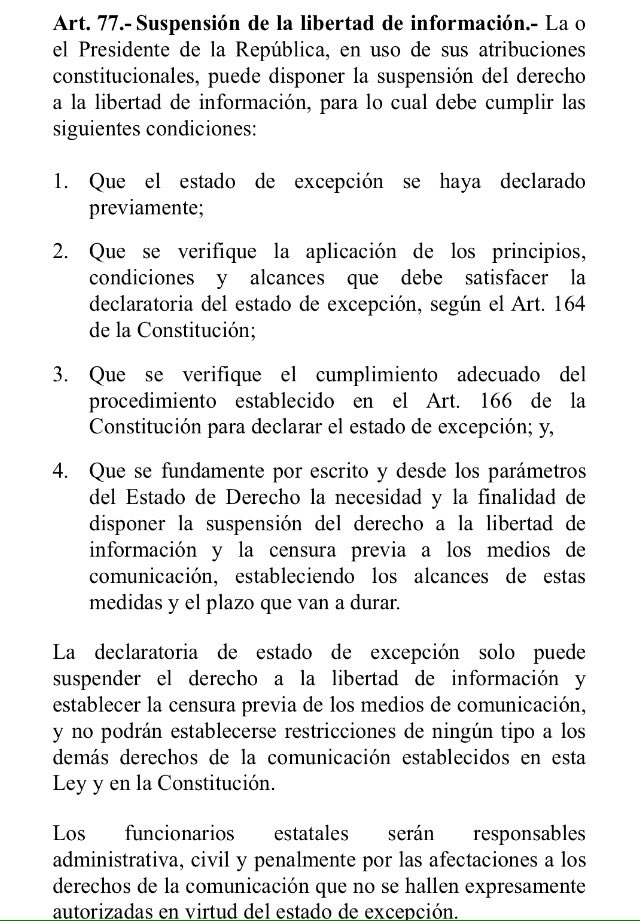 Art. 77.- Suspensión de la libertad de información.- La o
el Presidente de la República, en uso de sus atribuciones
constitucionales, puede disponer la suspensión del derecho
a la libertad de información, para lo cual debe cumplir las
siguientes condiciones:
1. Que el estado de excepción se haya declarado
previamente;
2. Que se verifique la aplicación de los principios,
condiciones y alcances que debe satisfacer la
declaratoria del estado de excepción, según el Art. 164
de la Constitución;
3. Que se verifique el cumplimiento adecuado del
procedimiento establecido en el Art. 166 de la
Constitución para declarar el estado de excepción; y,
4. Que se fundamente por escrito y desde los parámetros
del Estado de Derecho la necesidad y la finalidad de
disponer la suspensión del derecho a la libertad de
información y la censura previa a los medios de
comunicación, estableciendo los alcances de estas
medidas y el plazo que van a durar.
La declaratoria de estado de excepción solo puede
suspender el derecho a la libertad de información y
establecer la censura previa de los medios de comunicación,
y no podrán establecerse restricciones de ningún tipo a los
demás derechos de la comunicación establecidos en esta
Ley y en la Constitución.
Los funcionarios estatales serán responsables
administrativa, civil y penalmente por las afectaciones a los
derechos de la comunicación que no se hallen expresamente
autorizadas en virtud del estado de excepción.